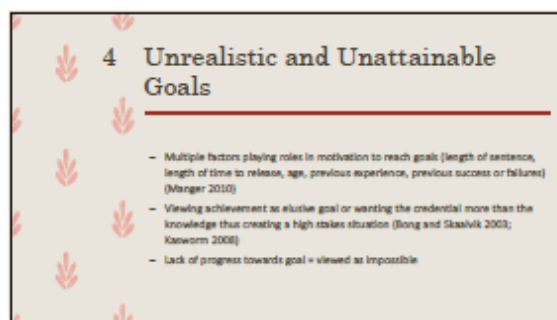 4 Unrealistic and Unattainable
Goals
– Multiple factors playing roles in motivation to reach goals (length of sentence,
length of time to release, age, previous experience, previous success or failures)
(Manger 2010)
– Viewing achievement as elusive goal or wanting the credential more than the
knowledge thus creating a high stakes situation (Bong and Skaalvik 2003;
Kasworm 2008)
– Lack of progress towards goal = viewed as impossible